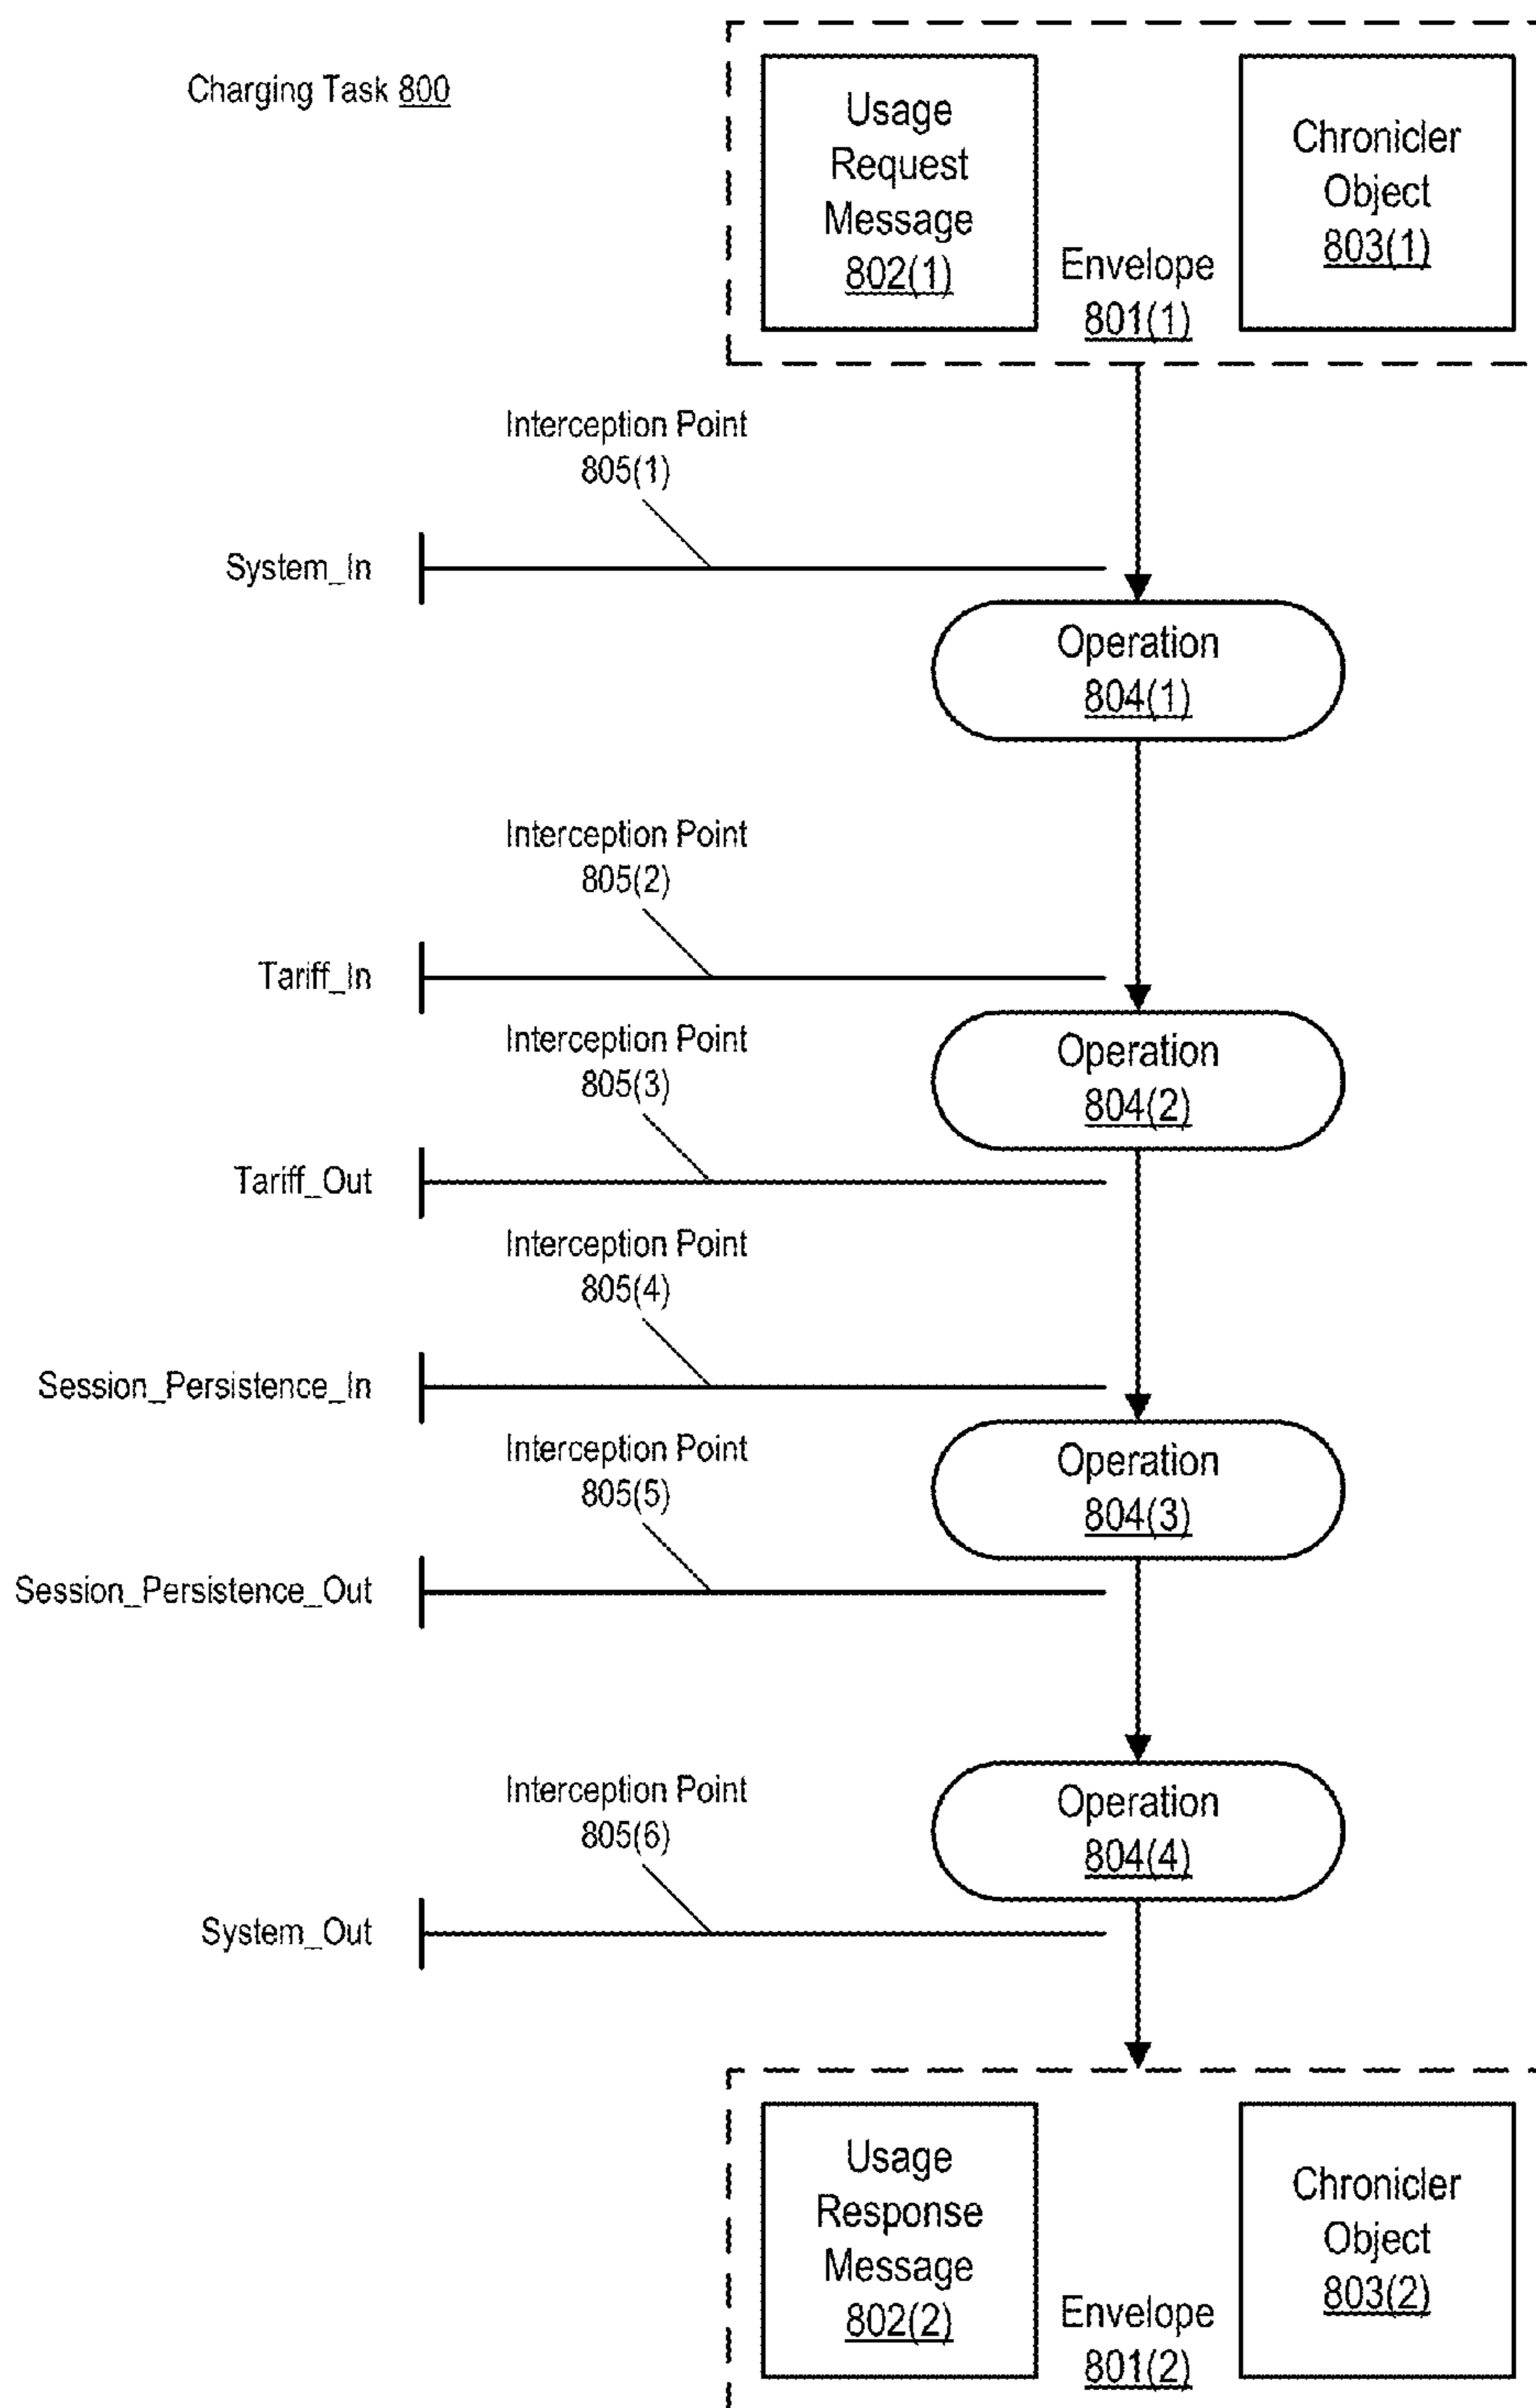 Charging Task 800
Usage
Request
Message
802(1)
Envelope
801(1)
Chronicler
Object
803(1)
Interception Point
805(1)
System_In
Operation
804(1)
Interception Point
805(2)
Tariff_In
Operation
804(2)
Interception Point
805(3)
Tariff_Out
Interception Point
805(4)
Session_Persistence_In
Operation
804(3)
Interception Point
805(5)
Session_Persistence_Out
Operation
804(4)
Interception Point
805(6)
System_Out
Usage
Response
Message
802(2)
Envelope
801(2)
Chronicler
Object
803(2)